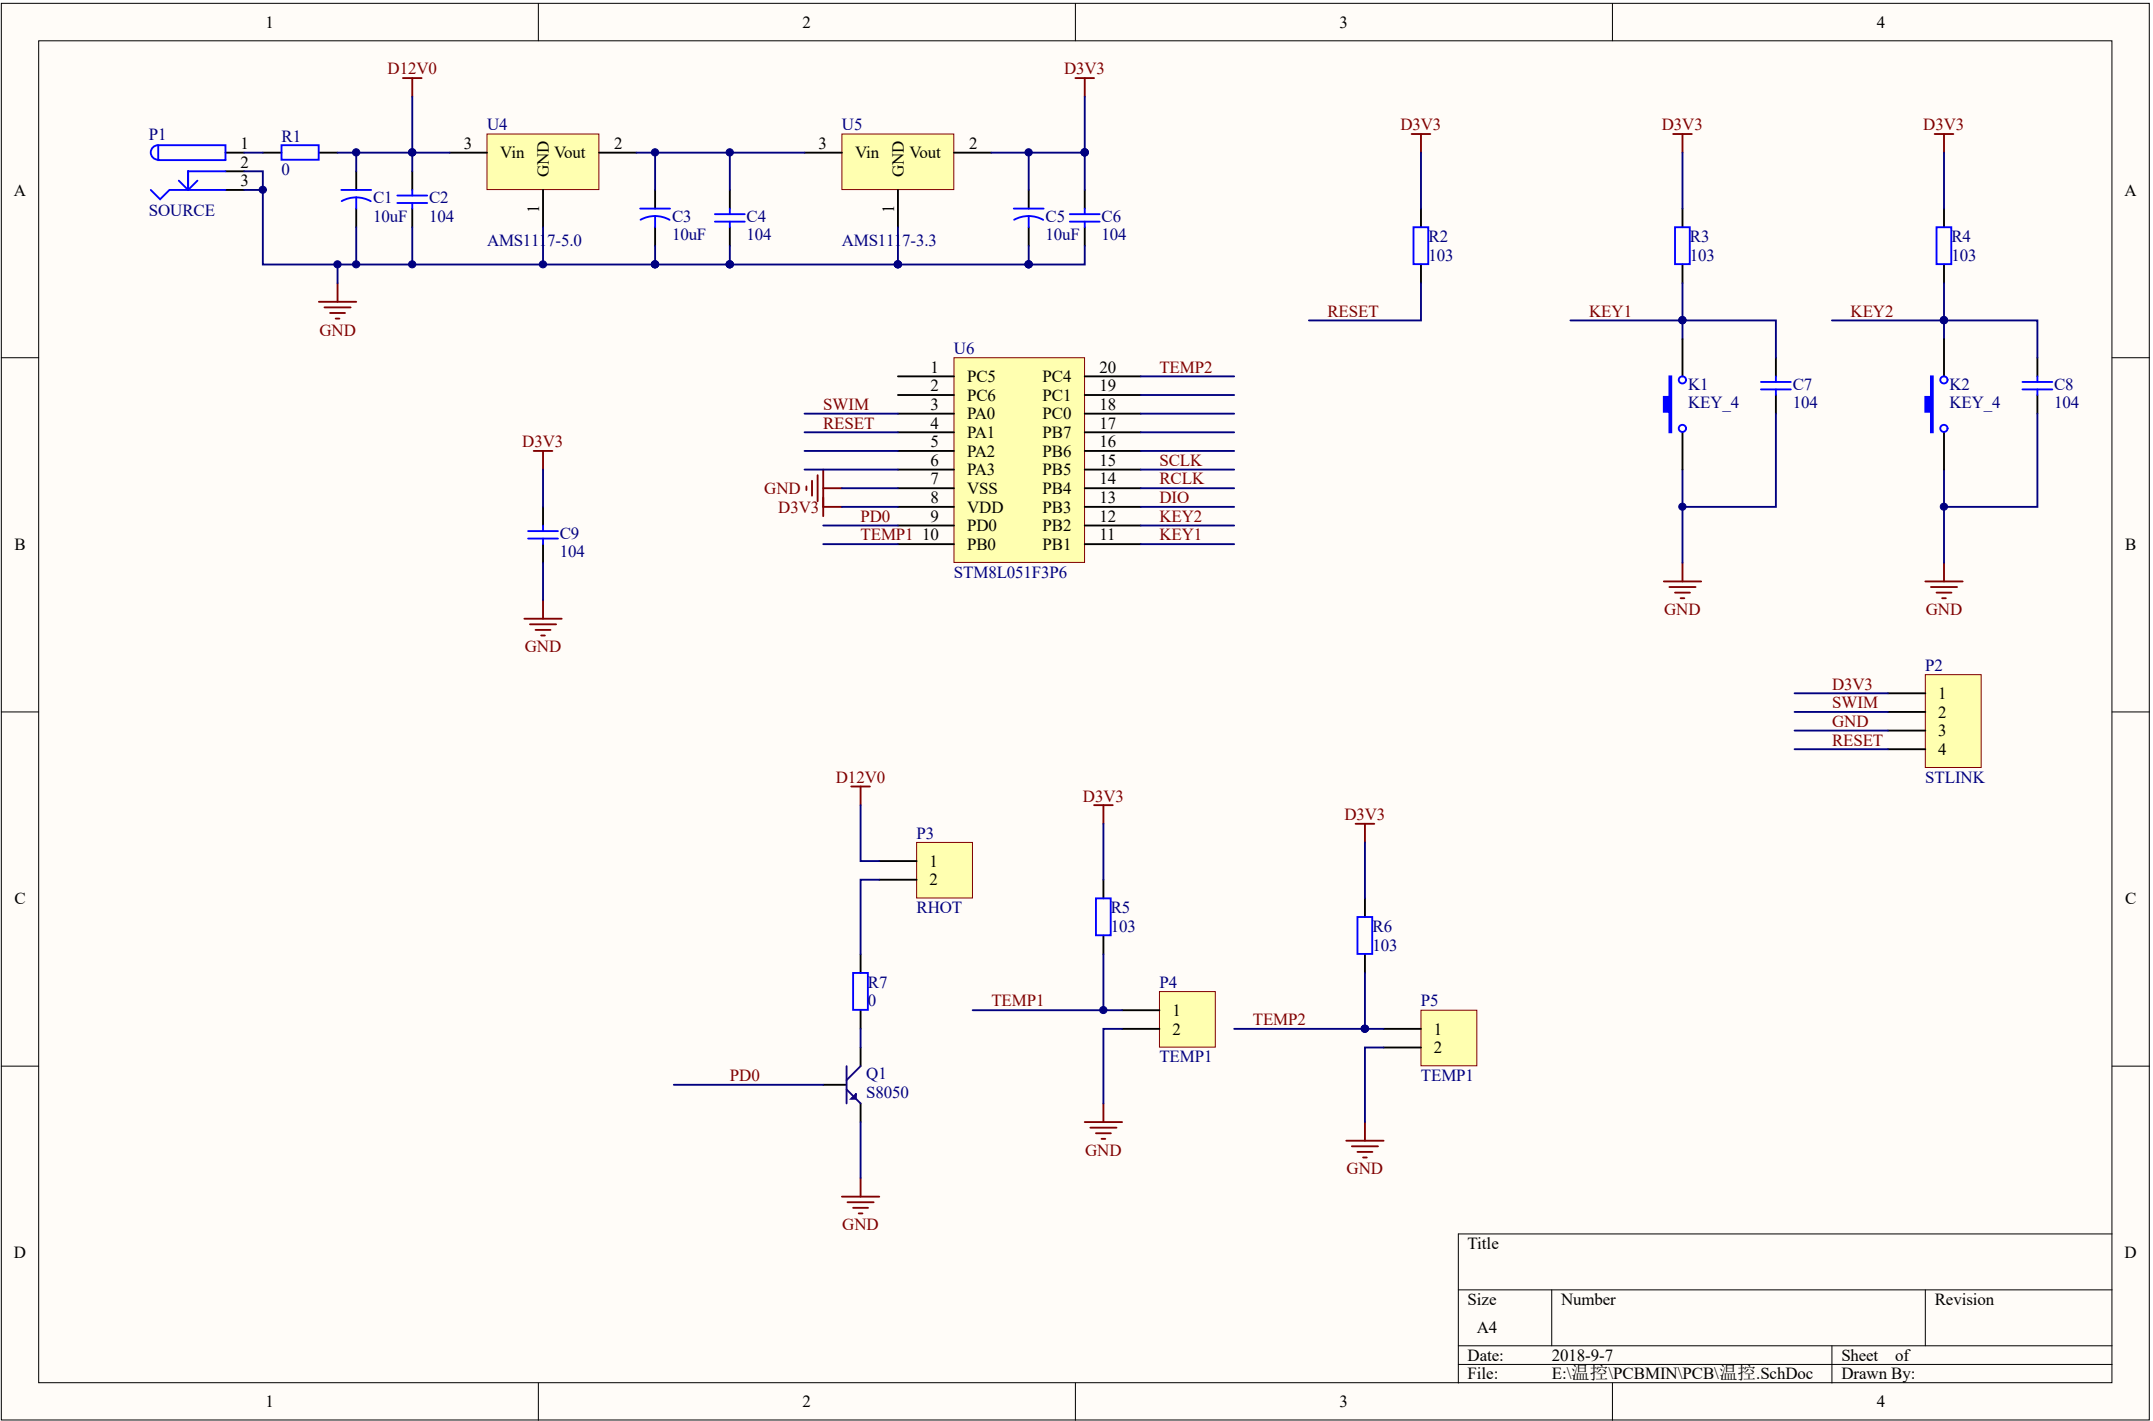 1 2 3 4
A A
B B
C C
D D
D12V0
P1
1
2
3
SOURCE
R1
0
C1
10uF
C2
104
U4
3 Vin GND Vout 2
1
AMS1117-5.0
C3
10uF
C4
104
U5
3 Vin GND Vout 2
1
AMS1117-3.3
D3V3
C5
10uF
C6
104
GND
D3V3
R2
103
RESET
D3V3
R3
103
KEY1
K1
KEY_4
C7
104
GND
D3V3
R4
103
KEY2
K2
KEY_4
C8
104
GND
D3V3
C9
104
GND
U6
1 PC5 PC4 20 TEMP2
2 PC6 PC1 19
SWIM 3 PA0 PC0 18
RESET 4 PA1 PB7 17
5 PA2 PB6 16
6 PA3 PB5 15 SCLK
GND 7 VSS PB4 14 RCLK
D3V3 8 VDD PB3 13 DIO
PD0 9 PD0 PB2 12 KEY2
TEMP1 10 PB0 PB1 11 KEY1
STM8L051F3P6
P2
D3V3 1
SWIM 2
GND 3
RESET 4
STLINK
D12V0
P3
1
2
RHOT
R7
0
PD0
Q1
S8050
GND
D3V3
R5
103
TEMP1
P4
1
2
TEMP1
GND
D3V3
R6
103
TEMP2
P5
1
2
TEMP1
GND
Title
Size Number Revision
A4
Date: 2018-9-7 Sheet of
File: E:\温控\PCBMIN\PCB\温控.SchDoc Drawn By:
1 2 3 4